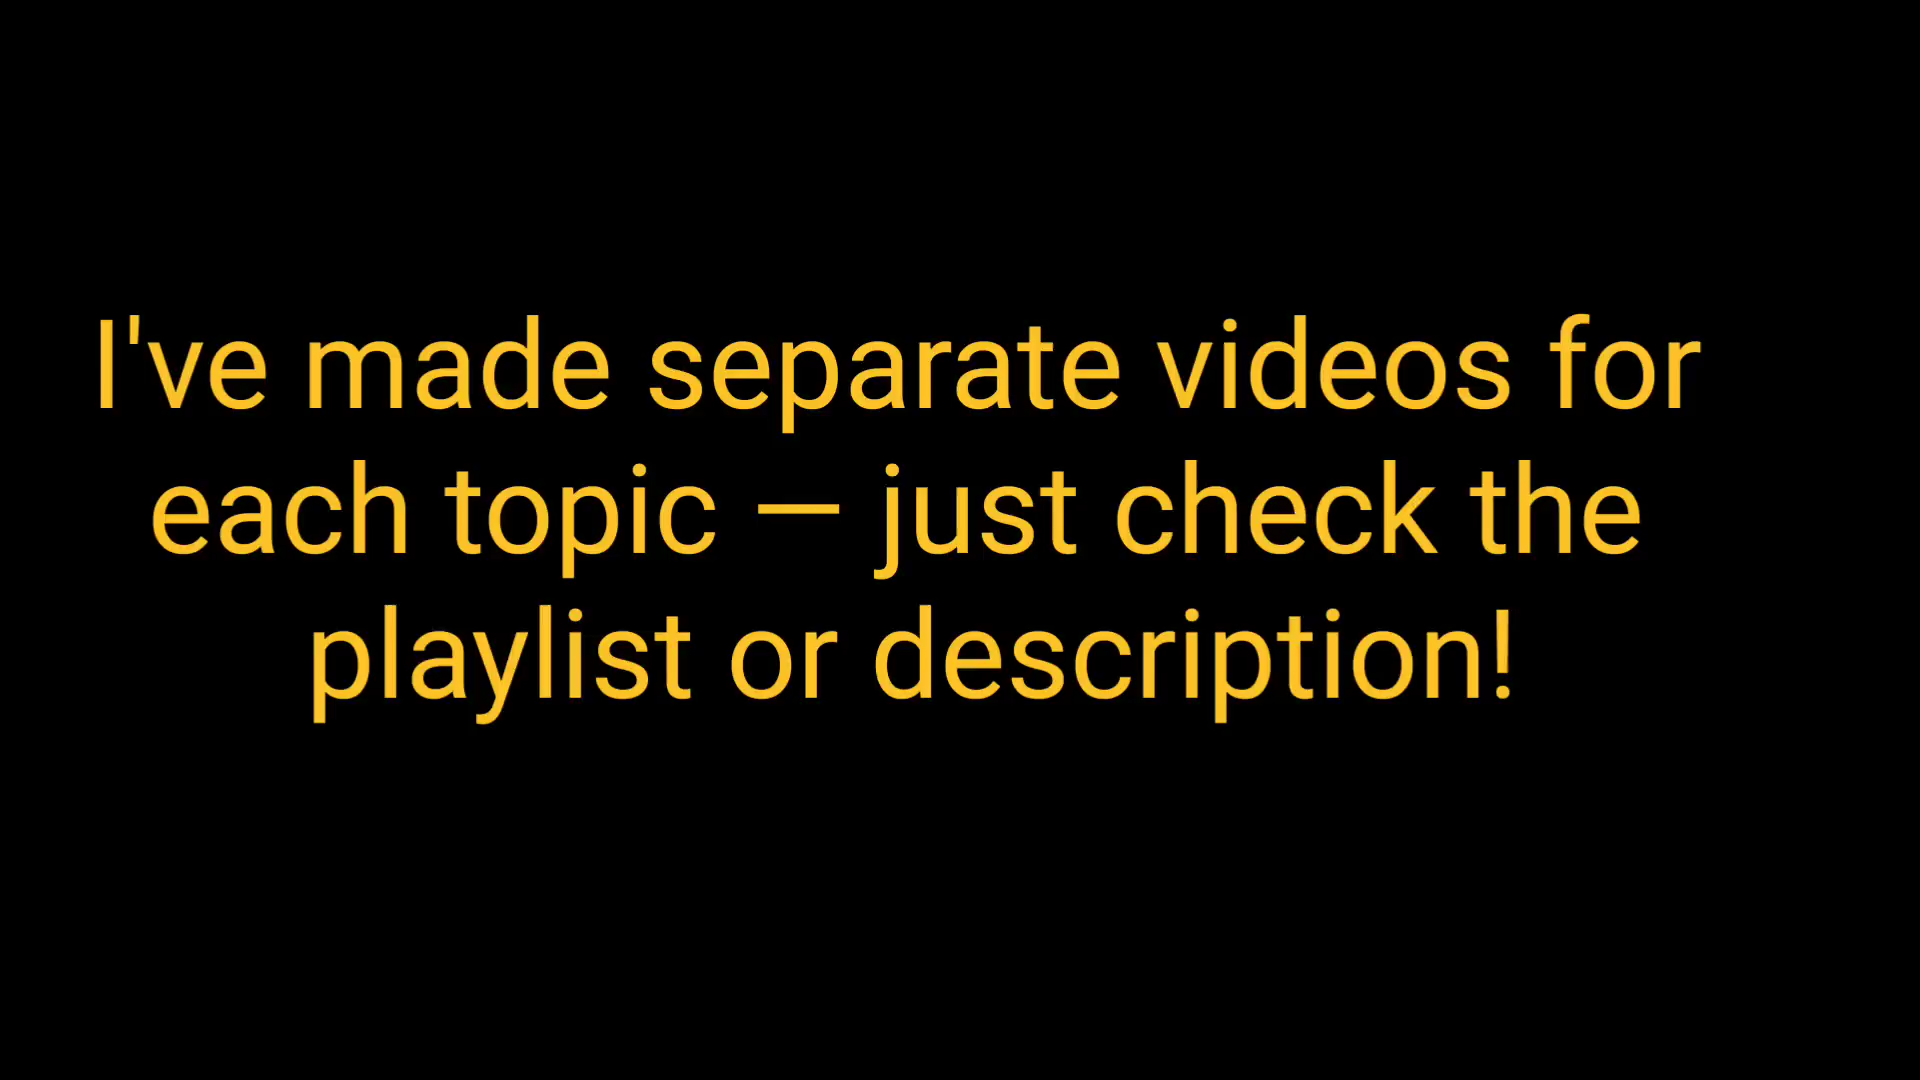 I've made separate videos for
each topic — just check the
playlist or description!